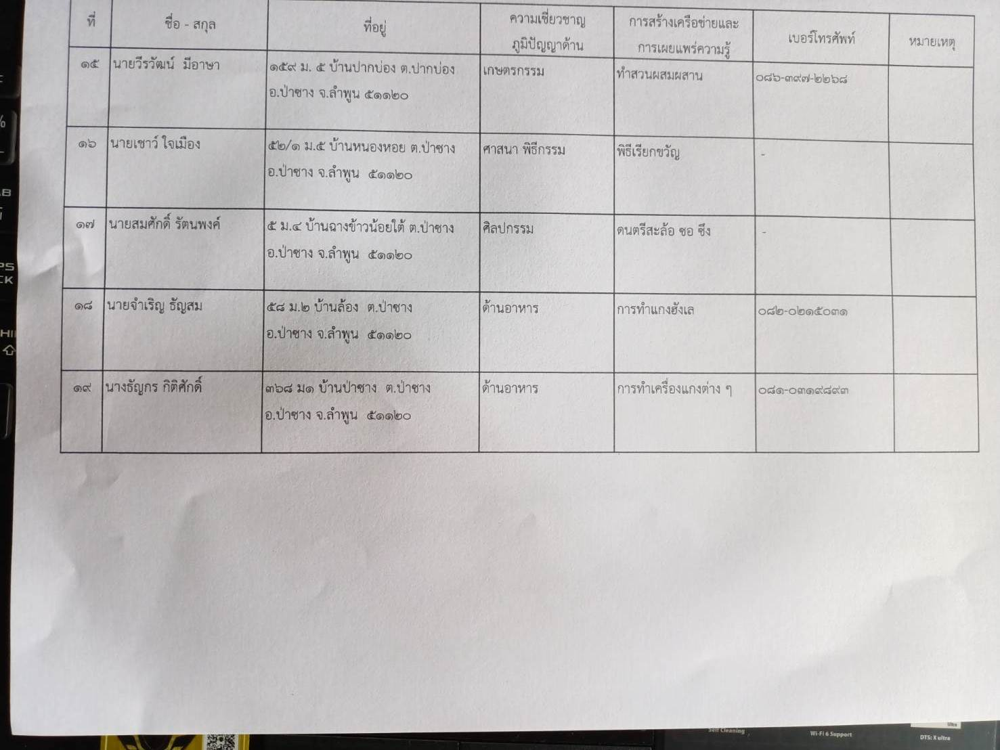 ที่ ชื่อ - สกุล ที่อยู่ ความเชี่ยวชาญ การสร้างเครือข่ายและ เบอร์โทรศัพท์ หมายเหตุ
ภูมิปัญญาด้าน การเผยแพร่ความรู้
๑๕ นายวีรวัฒน์ มีอาษา ๑๕๙ ม. ๕ บ้านปากบ่อง ต.ปากบ่อง เกษตรกรรม ทำสวนผสมผสาน ๐๘๖-๓๙๗-๒๒๖๘
อ.ป่าซาง จ.ลำพูน ๕๑๑๒๐
๑๖ นายเชาว์ ใจเมือง ๕๒/๑ ม.๕ บ้านหนองหอย ต.ป่าซาง ศาสนา พิธีกรรม พิธีเรียกขวัญ -
อ.ป่าซาง จ.ลำพูน ๕๑๑๒๐
๑๗ นายสมศักดิ์ รัตนพงค์ ๕ ม.๔ บ้านฉางข้าวน้อยใต้ ต.ป่าซาง ศิลปกรรม ดนตรีสะล้อ ซอ ซึง -
อ.ป่าซาง จ.ลำพูน ๕๑๑๒๐
๑๘ นายจำเริญ ธัญสม ๕๘ ม.๒ บ้านล้อง ต.ป่าซาง ด้านอาหาร การทำแกงฮังเล ๐๘๒-๐๒๑๕๐๓๑
อ.ป่าซาง จ.ลำพูน ๕๑๑๒๐
๑๙ นางธัญกร กิติศักดิ์ ๓๖๘ ม๑ บ้านป่าซาง ต.ป่าซาง ด้านอาหาร การทำเครื่องแกงต่าง ๆ ๐๘๑-๐๓๑๙๘๙๓
อ.ป่าซาง จ.ลำพูน ๕๑๑๒๐
Self Cleaning
Wi-Fi 6 Support
Ultra
DTS: X ultra